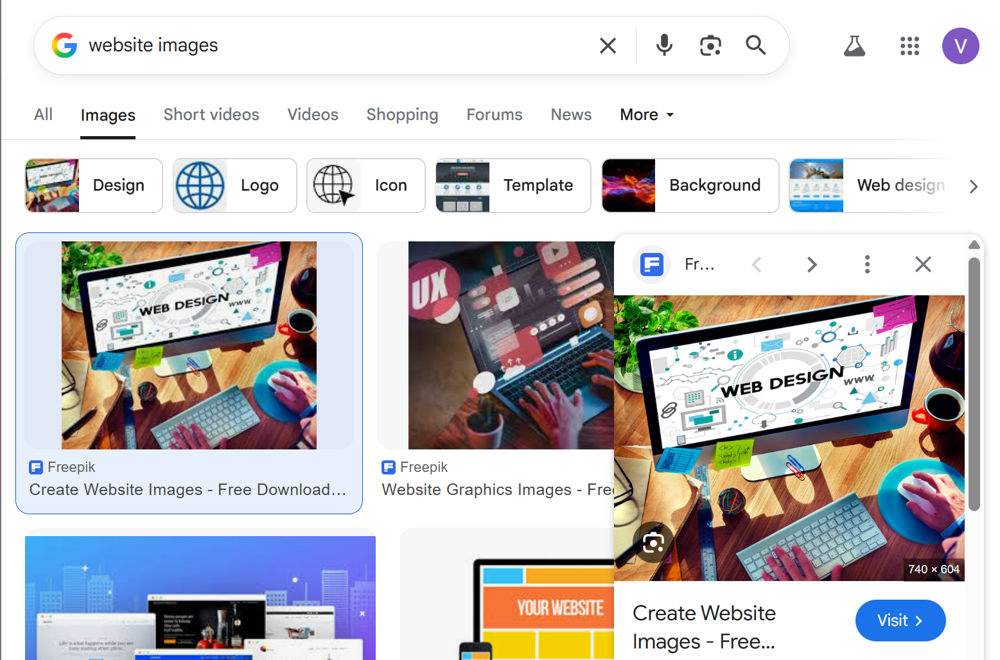 website images
V
All
Images
Short videos
Videos
Shopping
Forums
News
More
Design
Logo
Icon
Template
Background
Web design
WEB DESIGN
www
UX
Fr...
WEB DESIGN
www
<body>
740 × 604
Freepik
Create Website Images - Free Download...
Freepik
Website Graphics Images - Fre
YOUR WEBSITE
Create Website
Images - Free...
Visit